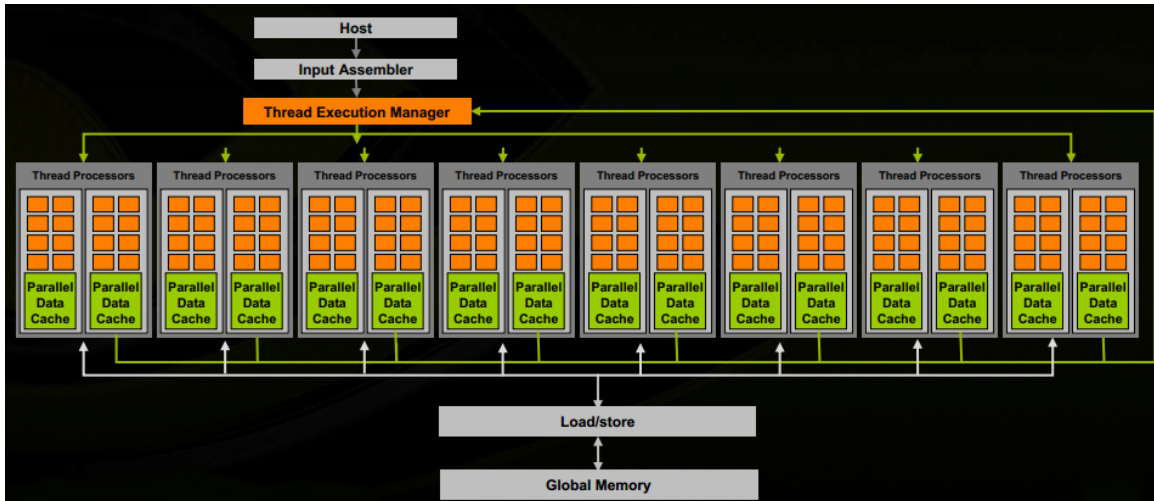 Host
Input Assembler
Thread Execution Manager
Thread Processors
Thread Processors
Thread Processors
Thread Processors
Thread Processors
Thread Processors
Thread Processors
Thread Processors
Parallel
Data
Cache
Parallel
Data
Cache
Parallel
Data
Cache
Parallel
Data
Cache
Parallel
Data
Cache
Parallel
Data
Cache
Parallel
Data
Cache
Parallel
Data
Cache
Parallel
Data
Cache
Parallel
Data
Cache
Parallel
Data
Cache
Parallel
Data
Cache
Parallel
Data
Cache
Parallel
Data
Cache
Parallel
Data
Cache
Parallel
Data
Cache
Load/store
Global Memory